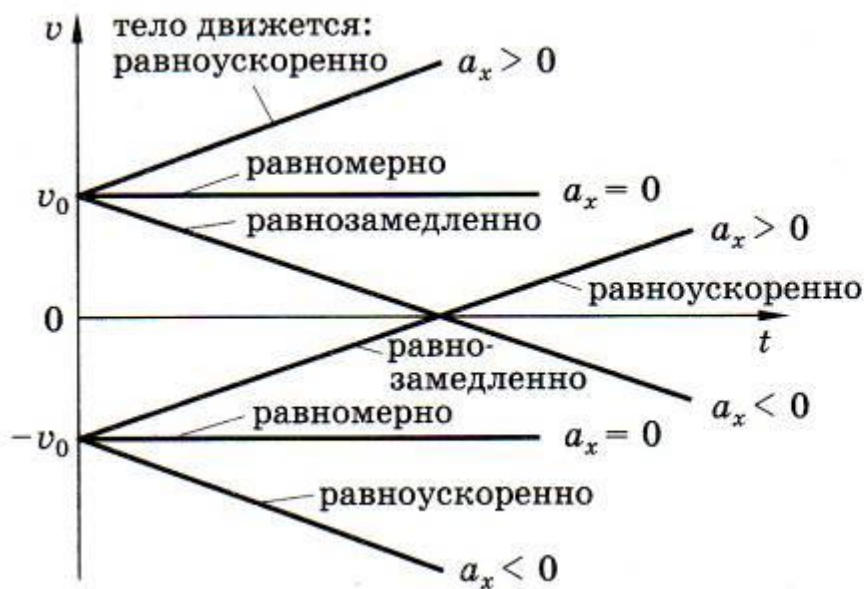 v
тело движется:
равноускоренно
aₓ > 0
равномерно
v₀
aₓ = 0
равнозамедленно
aₓ > 0
равноускоренно
0
t
равно-
замедленно
aₓ < 0
равномерно
−v₀
aₓ = 0
равноускоренно
aₓ < 0